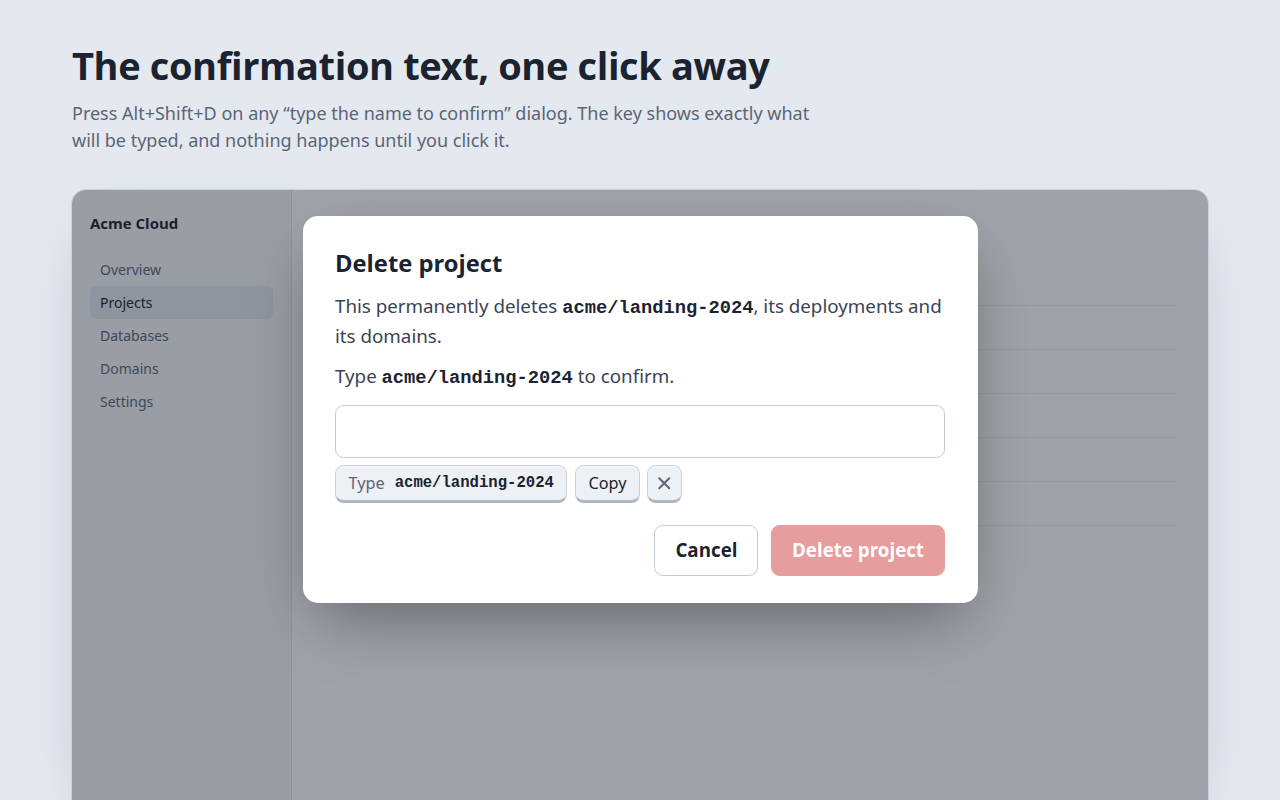 The confirmation text, one click away
Press Alt+Shift+D on any “type the name to confirm” dialog. The key shows exactly what
will be typed, and nothing happens until you click it.
Acme Cloud
Overview
Projects
Databases
Domains
Settings
Delete project
This permanently deletes acme/landing-2024, its deployments and
its domains.
Type acme/landing-2024 to confirm.
Type acme/landing-2024 Copy
Cancel Delete project